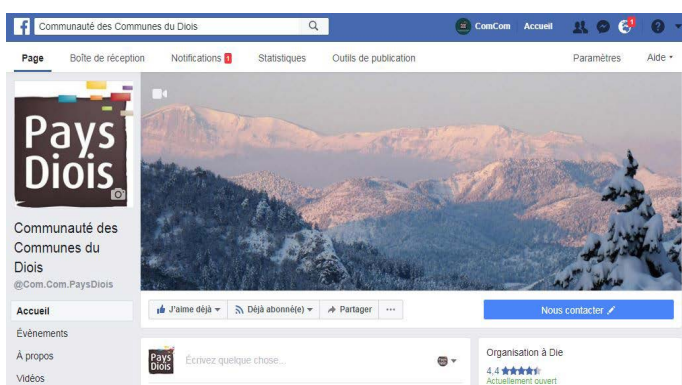 Communauté des Communes du Diois
ComCom Accueil 1
Page Boîte de réception Notifications 1 Statistiques Outils de publication Paramètres Aide
Pays
Diois
Communauté des
Communes du
Diois
@Com.Com.PaysDiois
J'aime déjà Déjà abonné(e) Partager ... Nous contacter
Accueil
Évènements
À propos
Vidéos
Pays
Diois
Écrivez quelque chose...
Organisation à Die
4,4
Actuellement ouvert